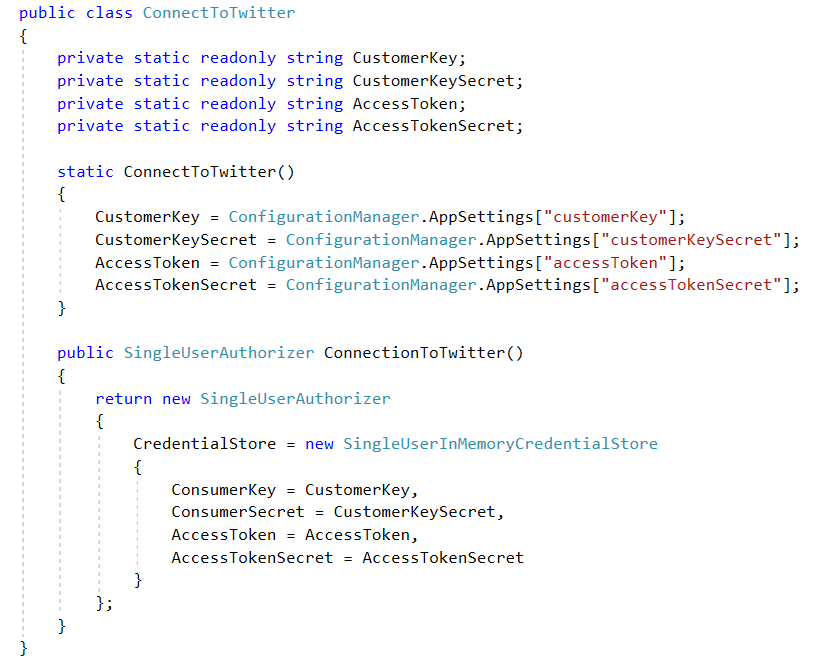 public class ConnectToTwitter
{
    private static readonly string CustomerKey;
    private static readonly string CustomerKeySecret;
    private static readonly string AccessToken;
    private static readonly string AccessTokenSecret;

    static ConnectToTwitter()
    {
        CustomerKey = ConfigurationManager.AppSettings["customerKey"];
        CustomerKeySecret = ConfigurationManager.AppSettings["customerKeySecret"];
        AccessToken = ConfigurationManager.AppSettings["accessToken"];
        AccessTokenSecret = ConfigurationManager.AppSettings["accessTokenSecret"];
    }

    public SingleUserAuthorizer ConnectionToTwitter()
    {
        return new SingleUserAuthorizer
        {
            CredentialStore = new SingleUserInMemoryCredentialStore
            {
                ConsumerKey = CustomerKey,
                ConsumerSecret = CustomerKeySecret,
                AccessToken = AccessToken,
                AccessTokenSecret = AccessTokenSecret
            }
        };
    }
}